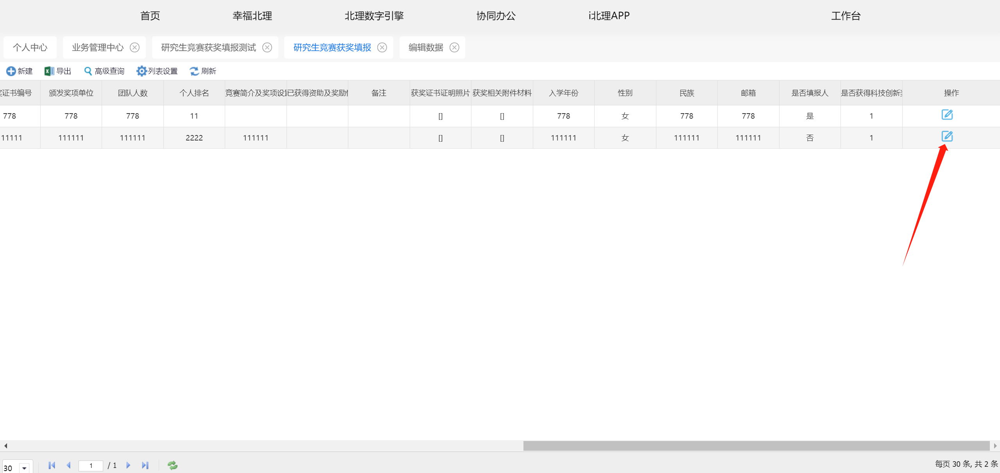 首页 幸福北理 北理数字引擎 协同办公 i北理APP 工作台
个人中心 业务管理中心 研究生竞赛获奖填报测试 研究生竞赛获奖填报 编辑数据
新建 导出 高级查询 列表设置 刷新
证书编号 颁发奖项单位 团队人数 个人排名 竞赛简介及奖项设 已获得资助及奖励 备注 获奖证书证明照片 获奖相关附件材料 入学年份 性别 民族 邮箱 是否填报人 是否获得科技创新 操作
778 778 778 11 [] [] 778 女 778 778 是 1
11111 111111 111111 2222 111111 [] [] 111111 女 111111 111111 否 1
30 1 / 1 每页 30 条, 共 2 条